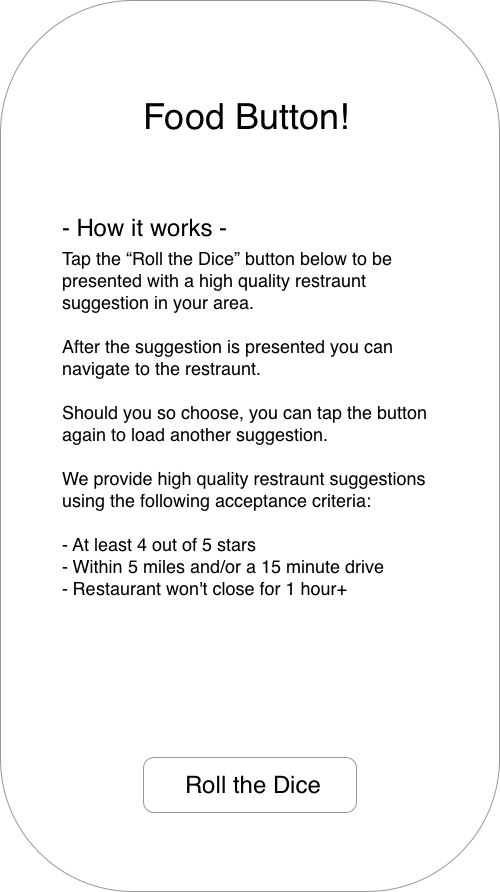 Food Button!
- How it works -
Tap the “Roll the Dice” button below to be
presented with a high quality restraunt
suggestion in your area.
After the suggestion is presented you can
navigate to the restraunt.
Should you so choose, you can tap the button
again to load another suggestion.
We provide high quality restraunt suggestions
using the following acceptance criteria:
- At least 4 out of 5 stars
- Within 5 miles and/or a 15 minute drive
- Restaurant won't close for 1 hour+
Roll the Dice